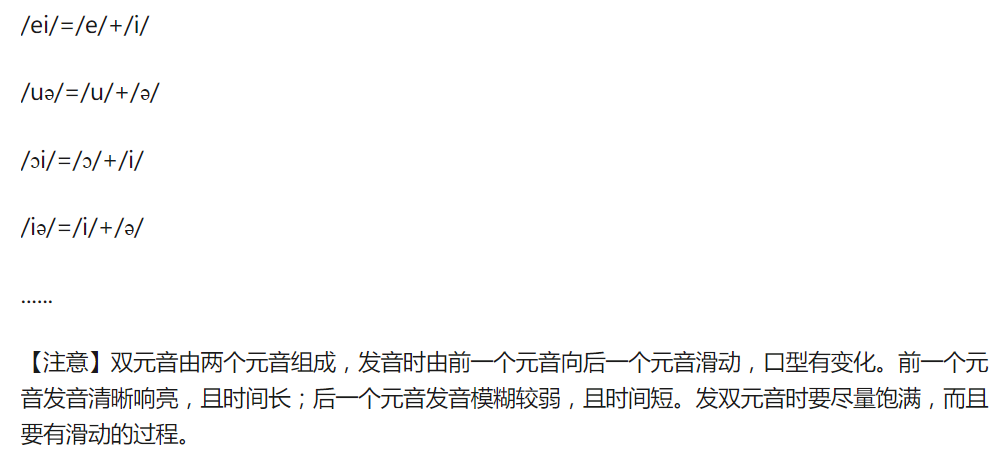 /ei/=/e/+/i/
/uə/=/u/+/ə/
/ɔi/=/ɔ/+/i/
/iə/=/i/+/ə/
......
【注意】双元音由两个元音组成，发音时由前一个元音向后一个元音滑动，口型有变化。前一个元
音发音清晰响亮，且时间长；后一个元音发音模糊较弱，且时间短。发双元音时要尽量饱满，而且
要有滑动的过程。